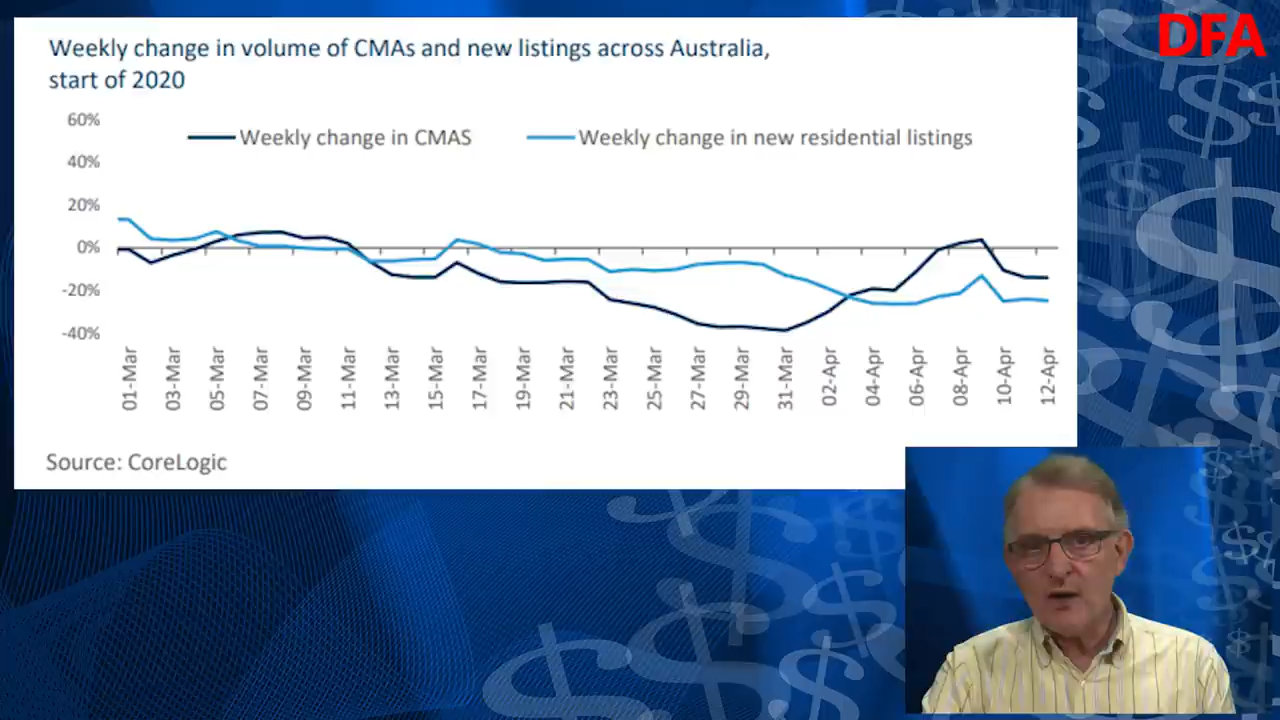 DFA
Weekly change in volume of CMAs and new listings across Australia,
start of 2020
60%
40%
20%
0%
-20%
-40%
Weekly change in CMAS
Weekly change in new residential listings
01-Mar
03-Mar
05-Mar
07-Mar
09-Mar
11-Mar
13-Mar
15-Mar
17-Mar
19-Mar
21-Mar
23-Mar
25-Mar
27-Mar
29-Mar
31-Mar
02-Apr
04-Apr
06-Apr
08-Apr
10-Apr
12-Apr
Source: CoreLogic